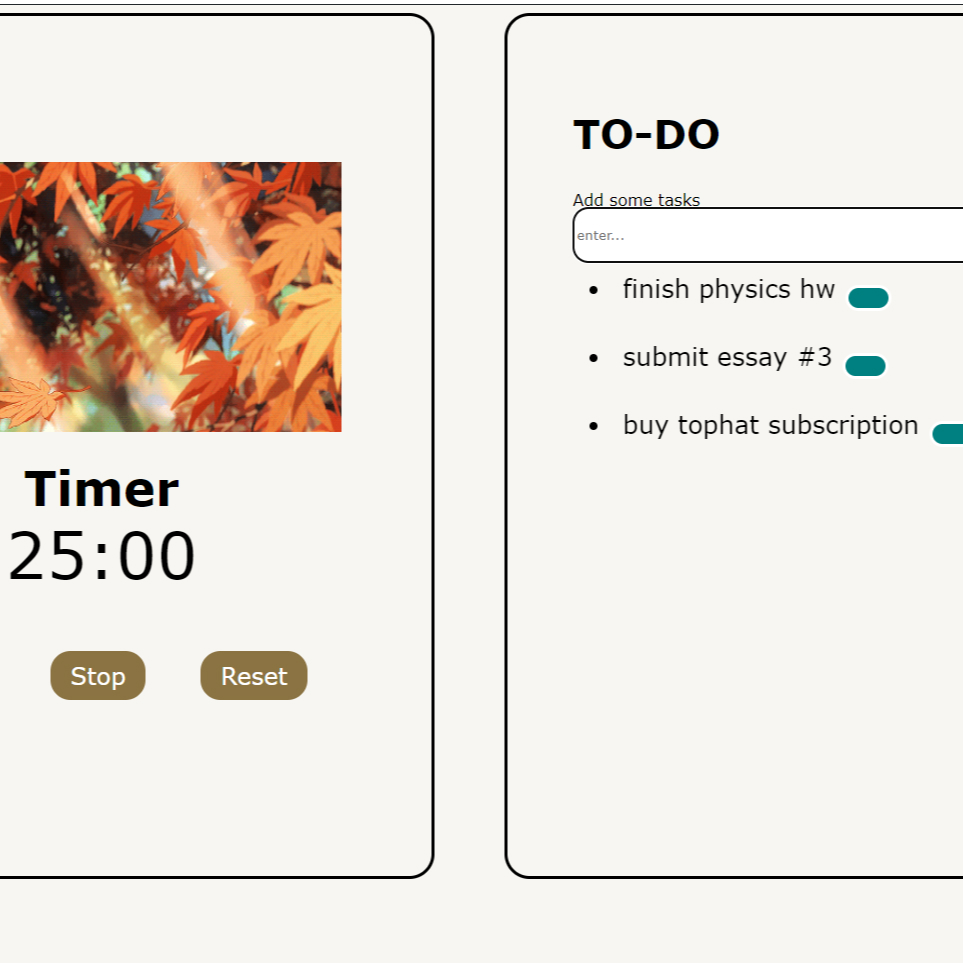 Timer
25:00
Stop
Reset
TO-DO
Add some tasks
enter...
finish physics hw
submit essay #3
buy tophat subscription